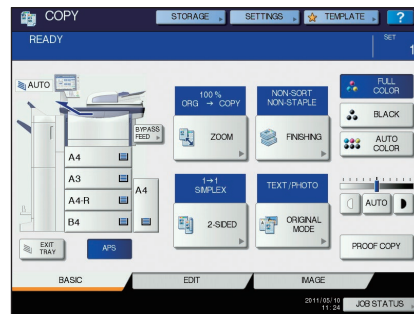 COPY
STORAGE
SETTINGS
TEMPLATE
?
READY
SET
1
AUTO
100 %
ORG → COPY
ZOOM
NON-SORT
NON-STAPLE
FINISHING
FULL
COLOR
BLACK
AUTO
COLOR
BYPASS
FEED
A4
A3
A4-R
B4
A4
1→1
SIMPLEX
2-SIDED
TEXT/PHOTO
ORIGINAL
MODE
AUTO
EXIT
TRAY
APS
PROOF COPY
BASIC
EDIT
IMAGE
2011/05/10
11:24
JOB STATUS